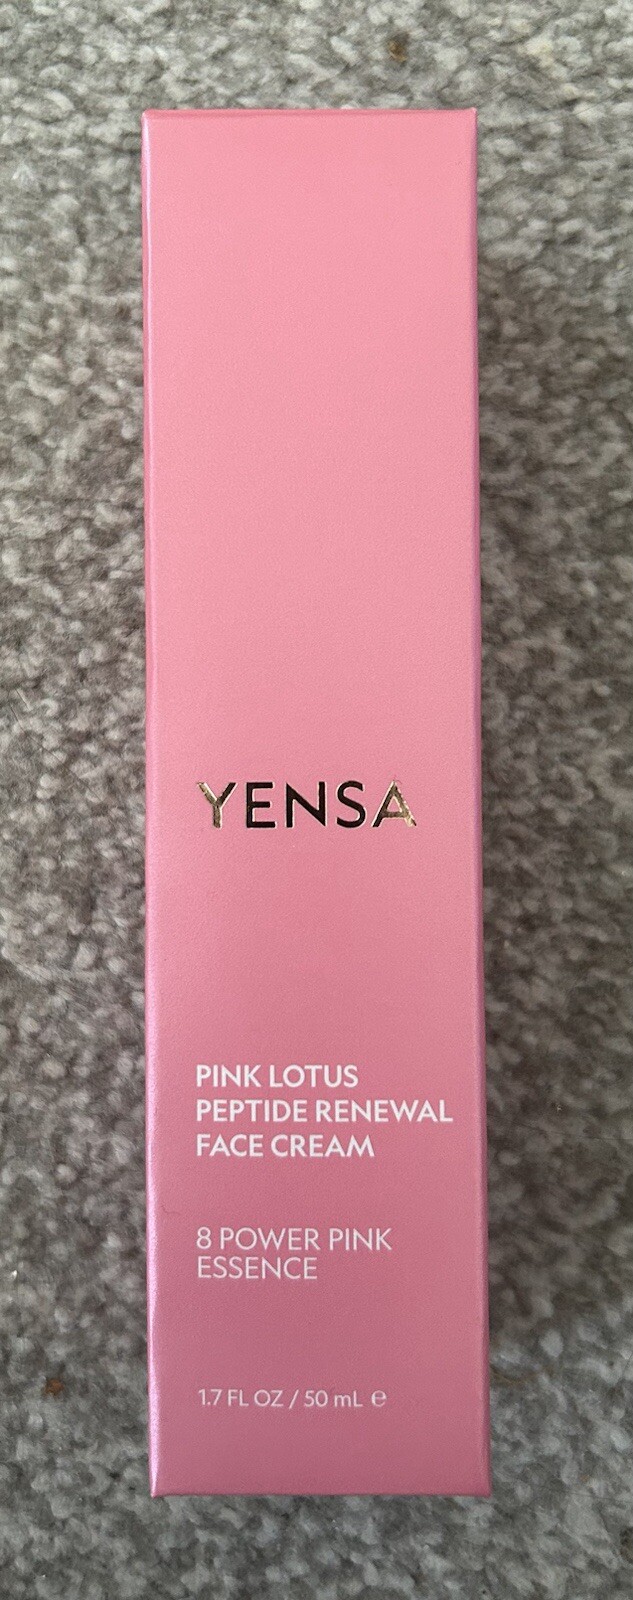 YENSA
PINK LOTUS
PEPTIDE RENEWAL
FACE CREAM
8 POWER PINK
ESSENCE
1.7 FL OZ / 50 mL ℮